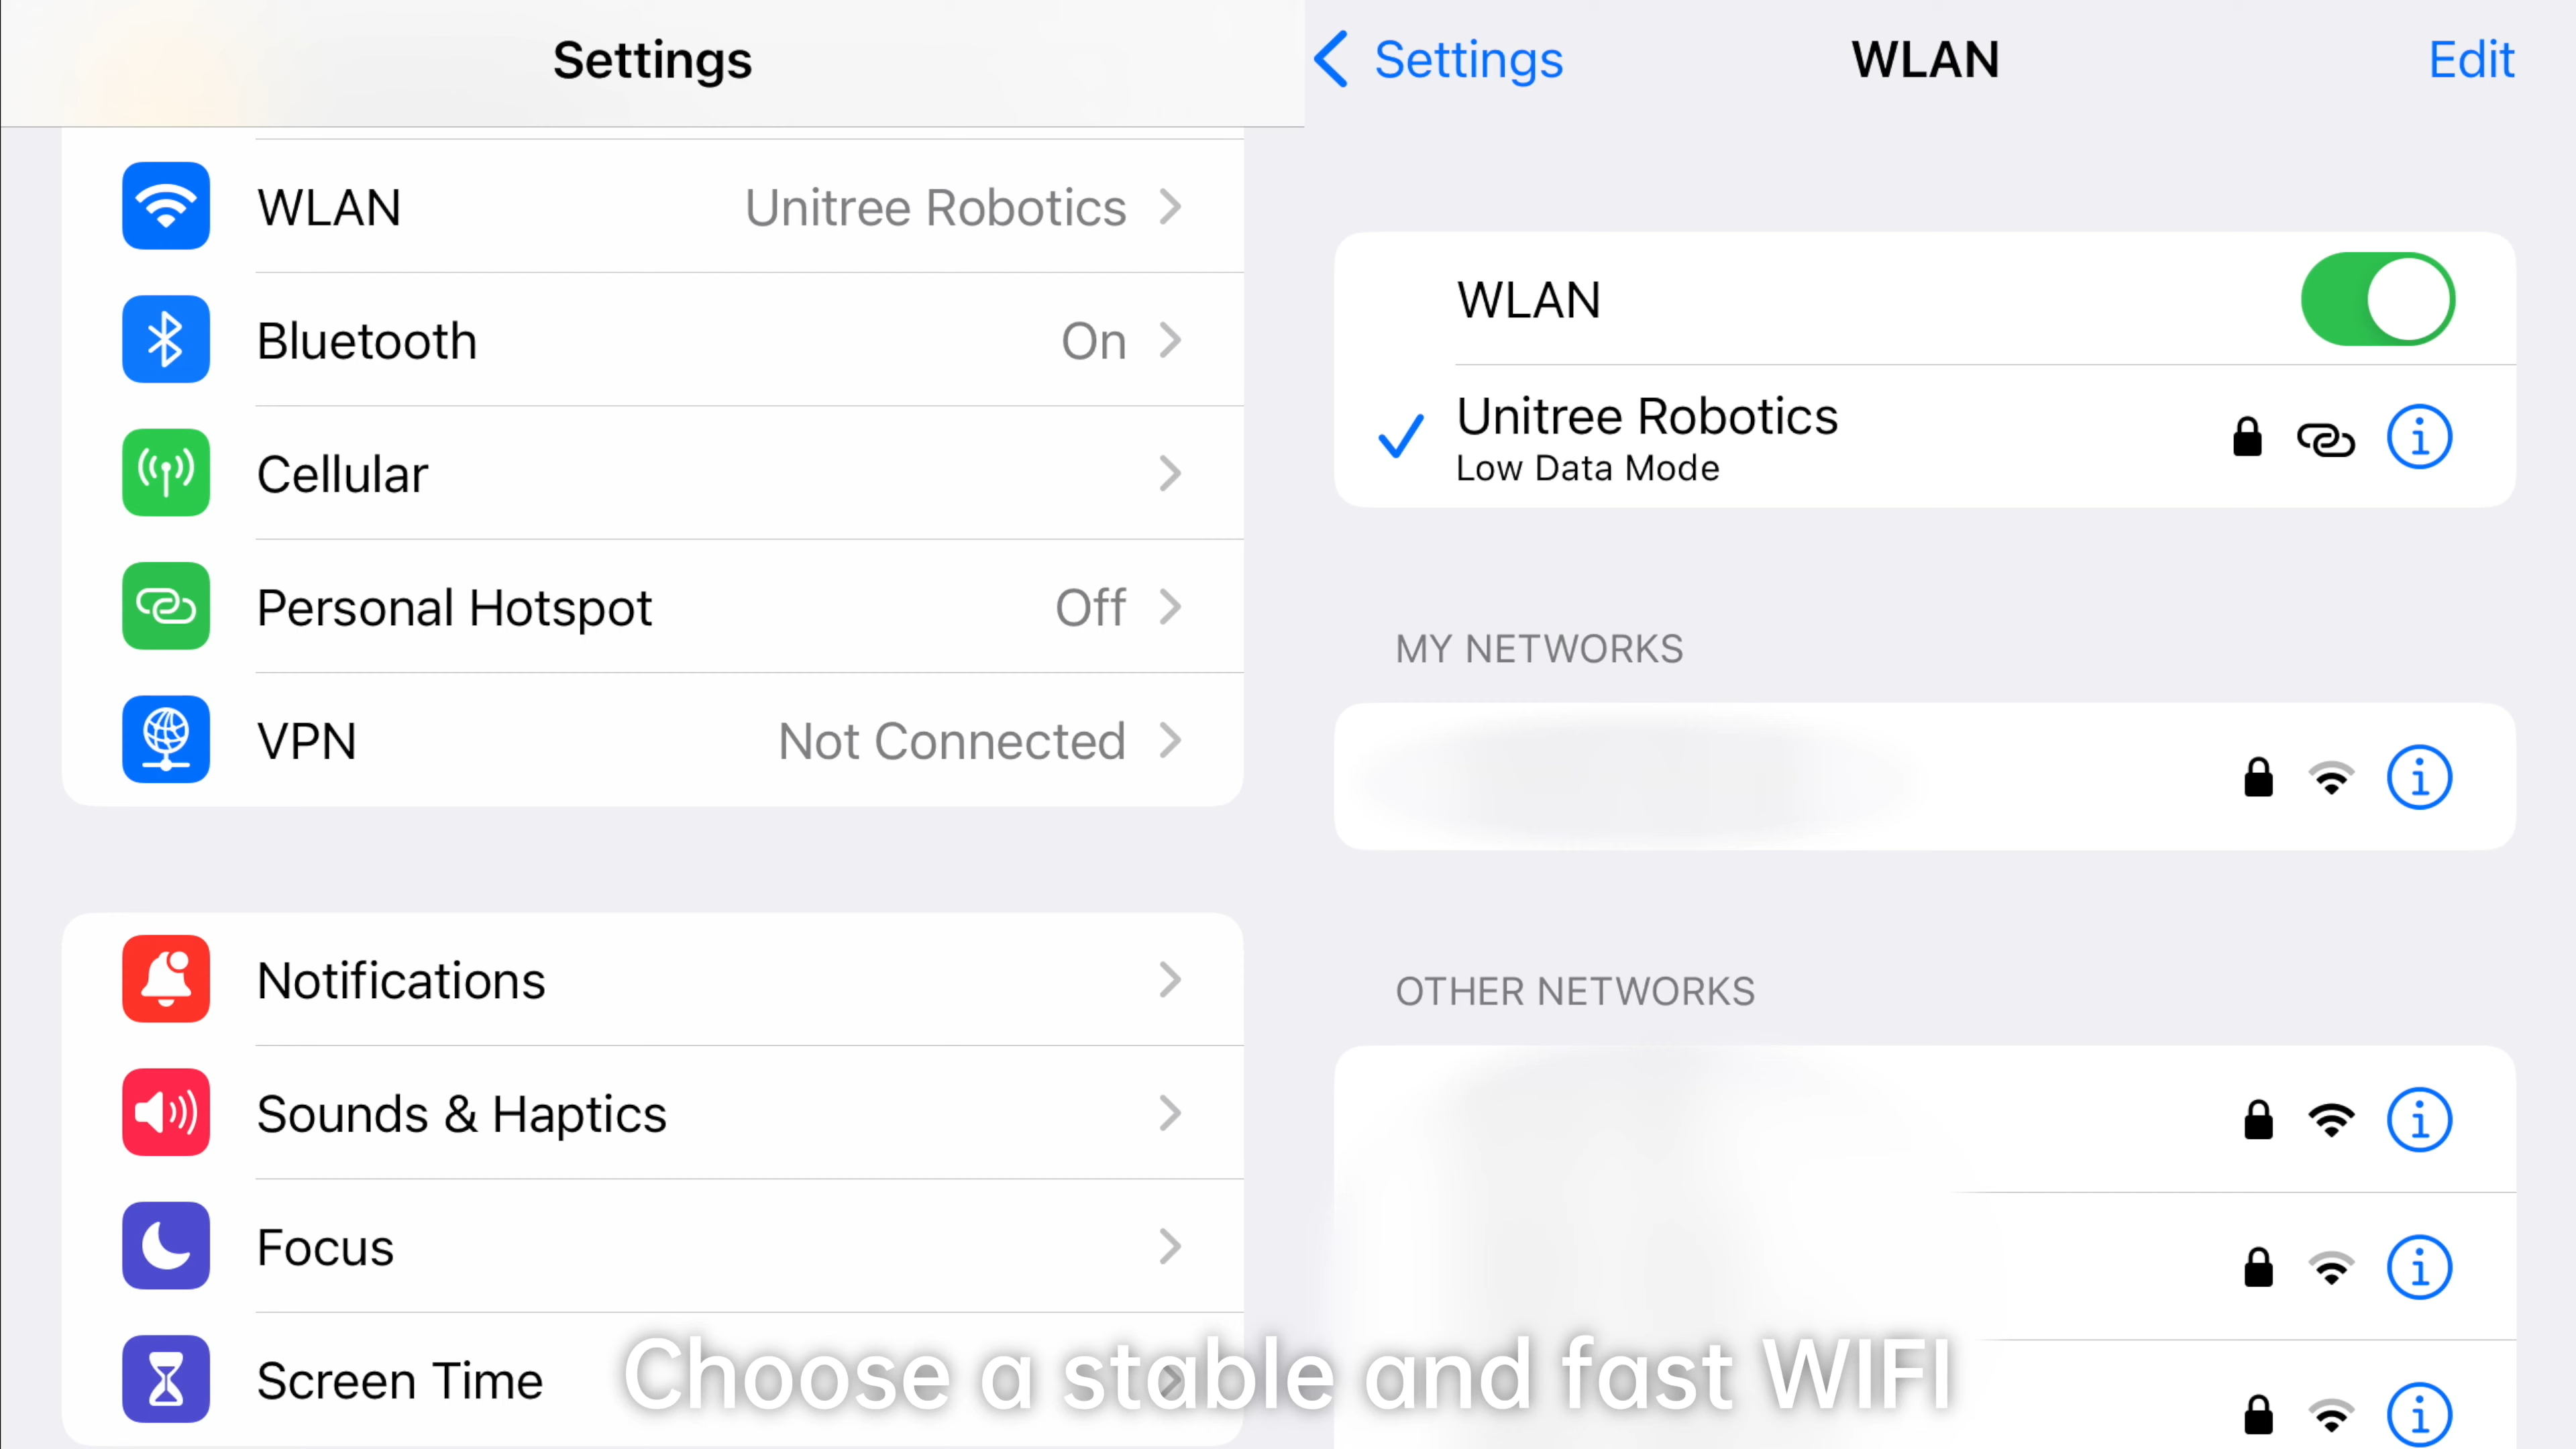 Settings
WLAN
Unitree Robotics
Bluetooth
On
Cellular
Personal Hotspot
Off
VPN
Not Connected
Notifications
Sounds & Haptics
Focus
Screen Time
Settings
WLAN
Edit
WLAN
Unitree Robotics
Low Data Mode
MY NETWORKS
OTHER NETWORKS
Choose a stable and fast WIFI